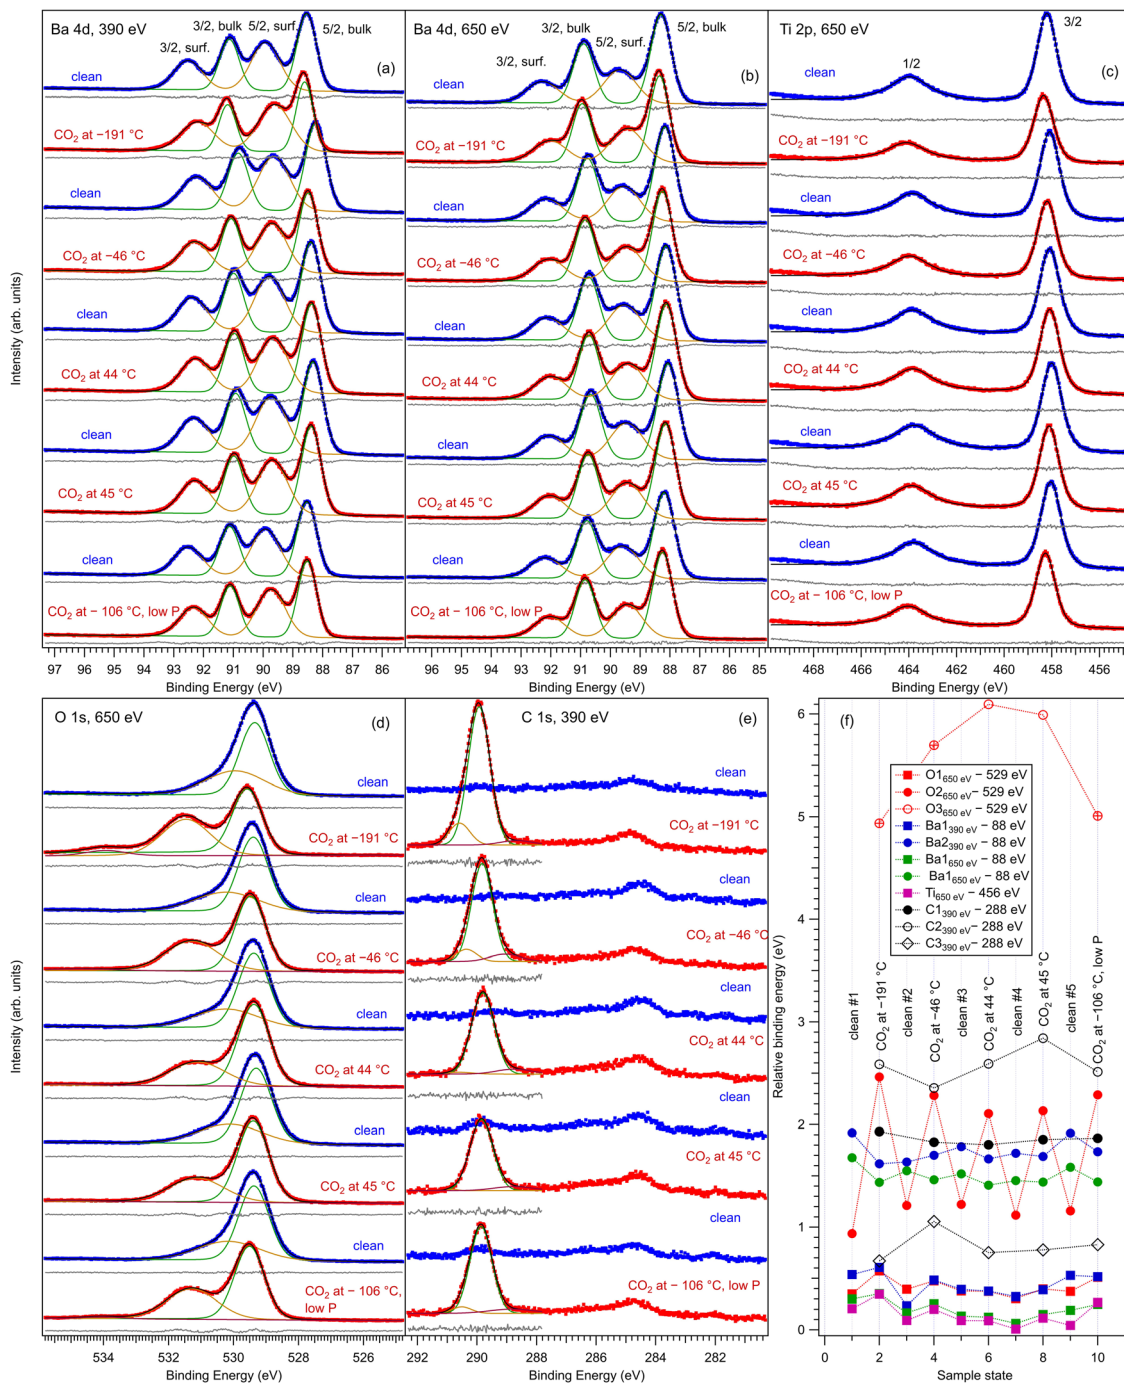 Ba 4d, 390 eV
3/2, bulk
5/2, surf.
3/2, surf.
5/2, bulk
(a)
clean
CO2 at −191 °C
clean
CO2 at −46 °C
clean
CO2 at 44 °C
clean
CO2 at 45 °C
clean
CO2 at − 106 °C, low P
97 96 95 94 93 92 91 90 89 88 87 86
Binding Energy (eV)
Intensity (arb. units)
Ba 4d, 650 eV
3/2, bulk
5/2, surf.
3/2, surf.
5/2, bulk
(b)
clean
CO2 at −191 °C
clean
CO2 at −46 °C
clean
CO2 at 44 °C
clean
CO2 at 45 °C
clean
CO2 at − 106 °C, low P
96 95 94 93 92 91 90 89 88 87 86 85
Binding Energy (eV)
Ti 2p, 650 eV
3/2
1/2
(c)
clean
CO2 at −191 °C
clean
CO2 at −46 °C
clean
CO2 at 44 °C
clean
CO2 at 45 °C
clean
CO2 at − 106 °C, low P
468 466 464 462 460 458 456
Binding Energy (eV)
O 1s, 650 eV
(d)
clean
CO2 at −191 °C
clean
CO2 at −46 °C
clean
CO2 at 44 °C
clean
CO2 at 45 °C
clean
CO2 at − 106 °C,
low P
534 532 530 528 526
Binding Energy (eV)
Intensity (arb. units)
C 1s, 390 eV
(e)
clean
CO2 at −191 °C
clean
CO2 at −46 °C
clean
CO2 at 44 °C
clean
CO2 at 45 °C
clean
CO2 at − 106 °C, low P
292 290 288 286 284 282
Binding Energy (eV)
(f)
O1650 eV − 529 eV
O2650 eV − 529 eV
O3650 eV − 529 eV
Ba1390 eV − 88 eV
Ba2390 eV − 88 eV
Ba1650 eV − 88 eV
Ba1650 eV − 88 eV
Ti650 eV − 456 eV
C1390 eV − 288 eV
C2390 eV − 288 eV
C3390 eV − 288 eV
clean #1
CO2 at −191 °C
clean #2
CO2 at −46 °C
clean #3
CO2 at 44 °C
clean #4
CO2 at 45 °C
clean #5
CO2 at −106 °C, low P
6
5
4
3
2
1
0
Relative binding energy (eV)
0 2 4 6 8 10
Sample state